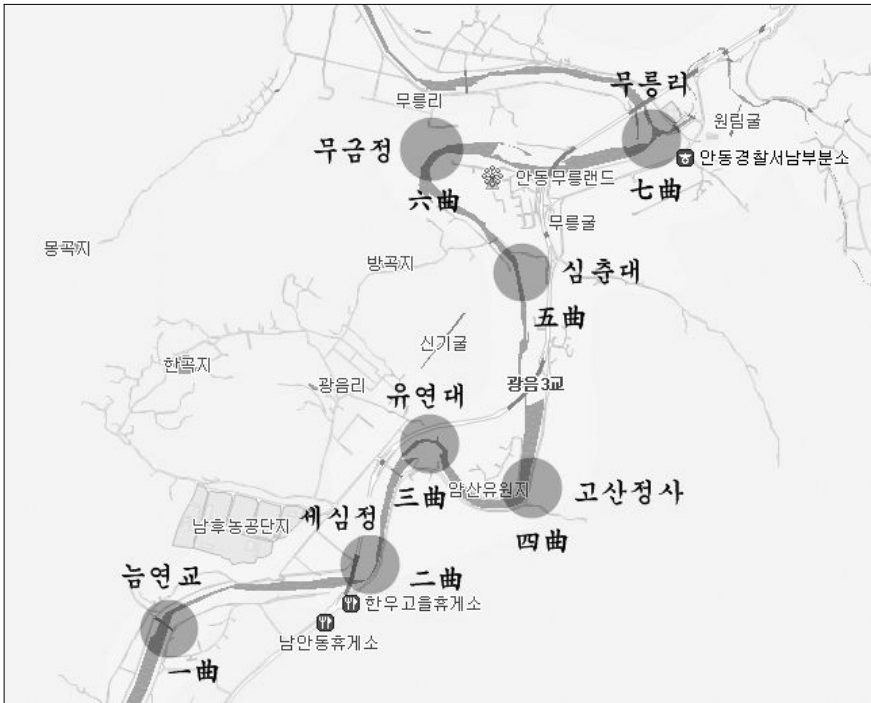 무릉리
무릉리
원림굴
무금정
안동경찰서남부분소
안동무릉랜드
七曲
六曲
무릉굴
몽곡지
방곡지
심춘대
五曲
신기굴
한곡지
광음리
광음3교
유연대
三曲
암산유원지
고산정사
세심정
남후농공단지
四曲
늠연교
二曲
한우고을휴게소
남안동휴게소
一曲